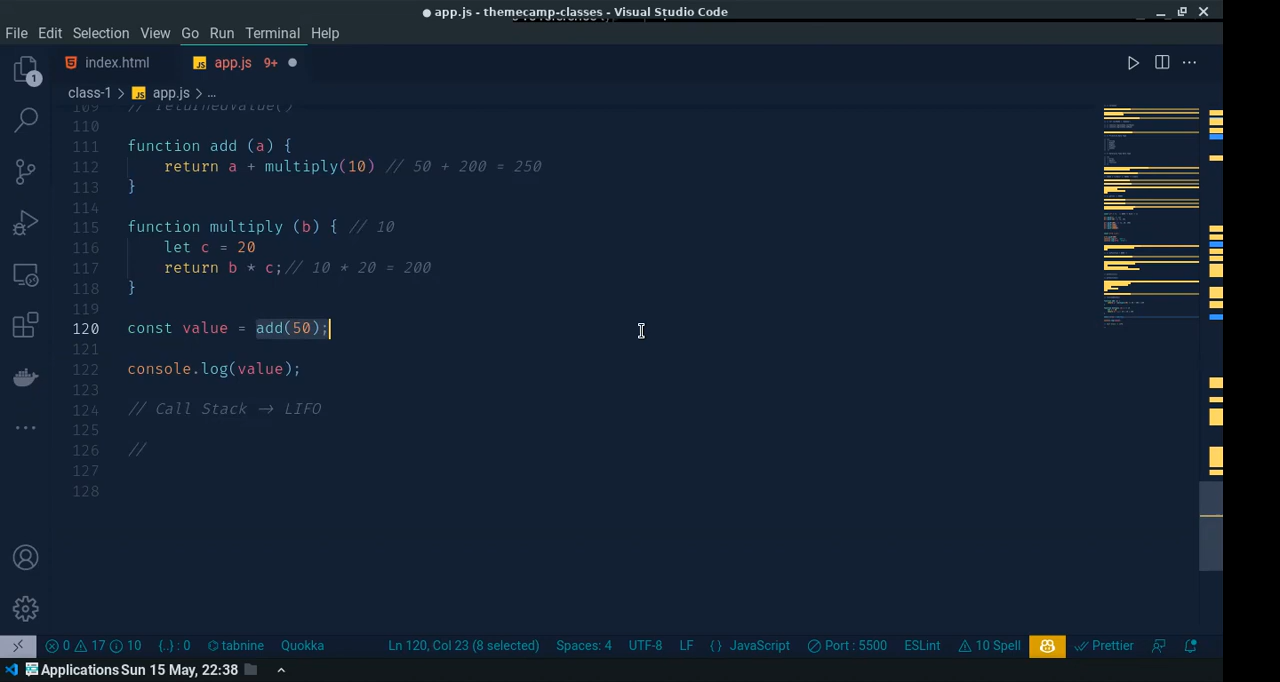 ● app.js - themecamp-classes - Visual Studio Code
File Edit Selection View Go Run Terminal Help
1
index.html
JS app.js 9+ ●
class-1 > JS app.js > ...
109 // returnedValue()
110
111 function add (a) {
112 return a + multiply(10) // 50 + 200 = 250
113 }
114
115 function multiply (b) { // 10
116 let c = 20
117 return b * c;// 10 * 20 = 200
118 }
119
120 const value = add(50);
121
122 console.log(value);
123
124 // Call Stack → LIFO
125
126 //
127
128
0 17 10 {..} : 0 tabnine Quokka Ln 120, Col 23 (8 selected) Spaces: 4 UTF-8 LF {} JavaScript Port : 5500 ESLint 10 Spell Prettier
Applications Sun 15 May, 22:38